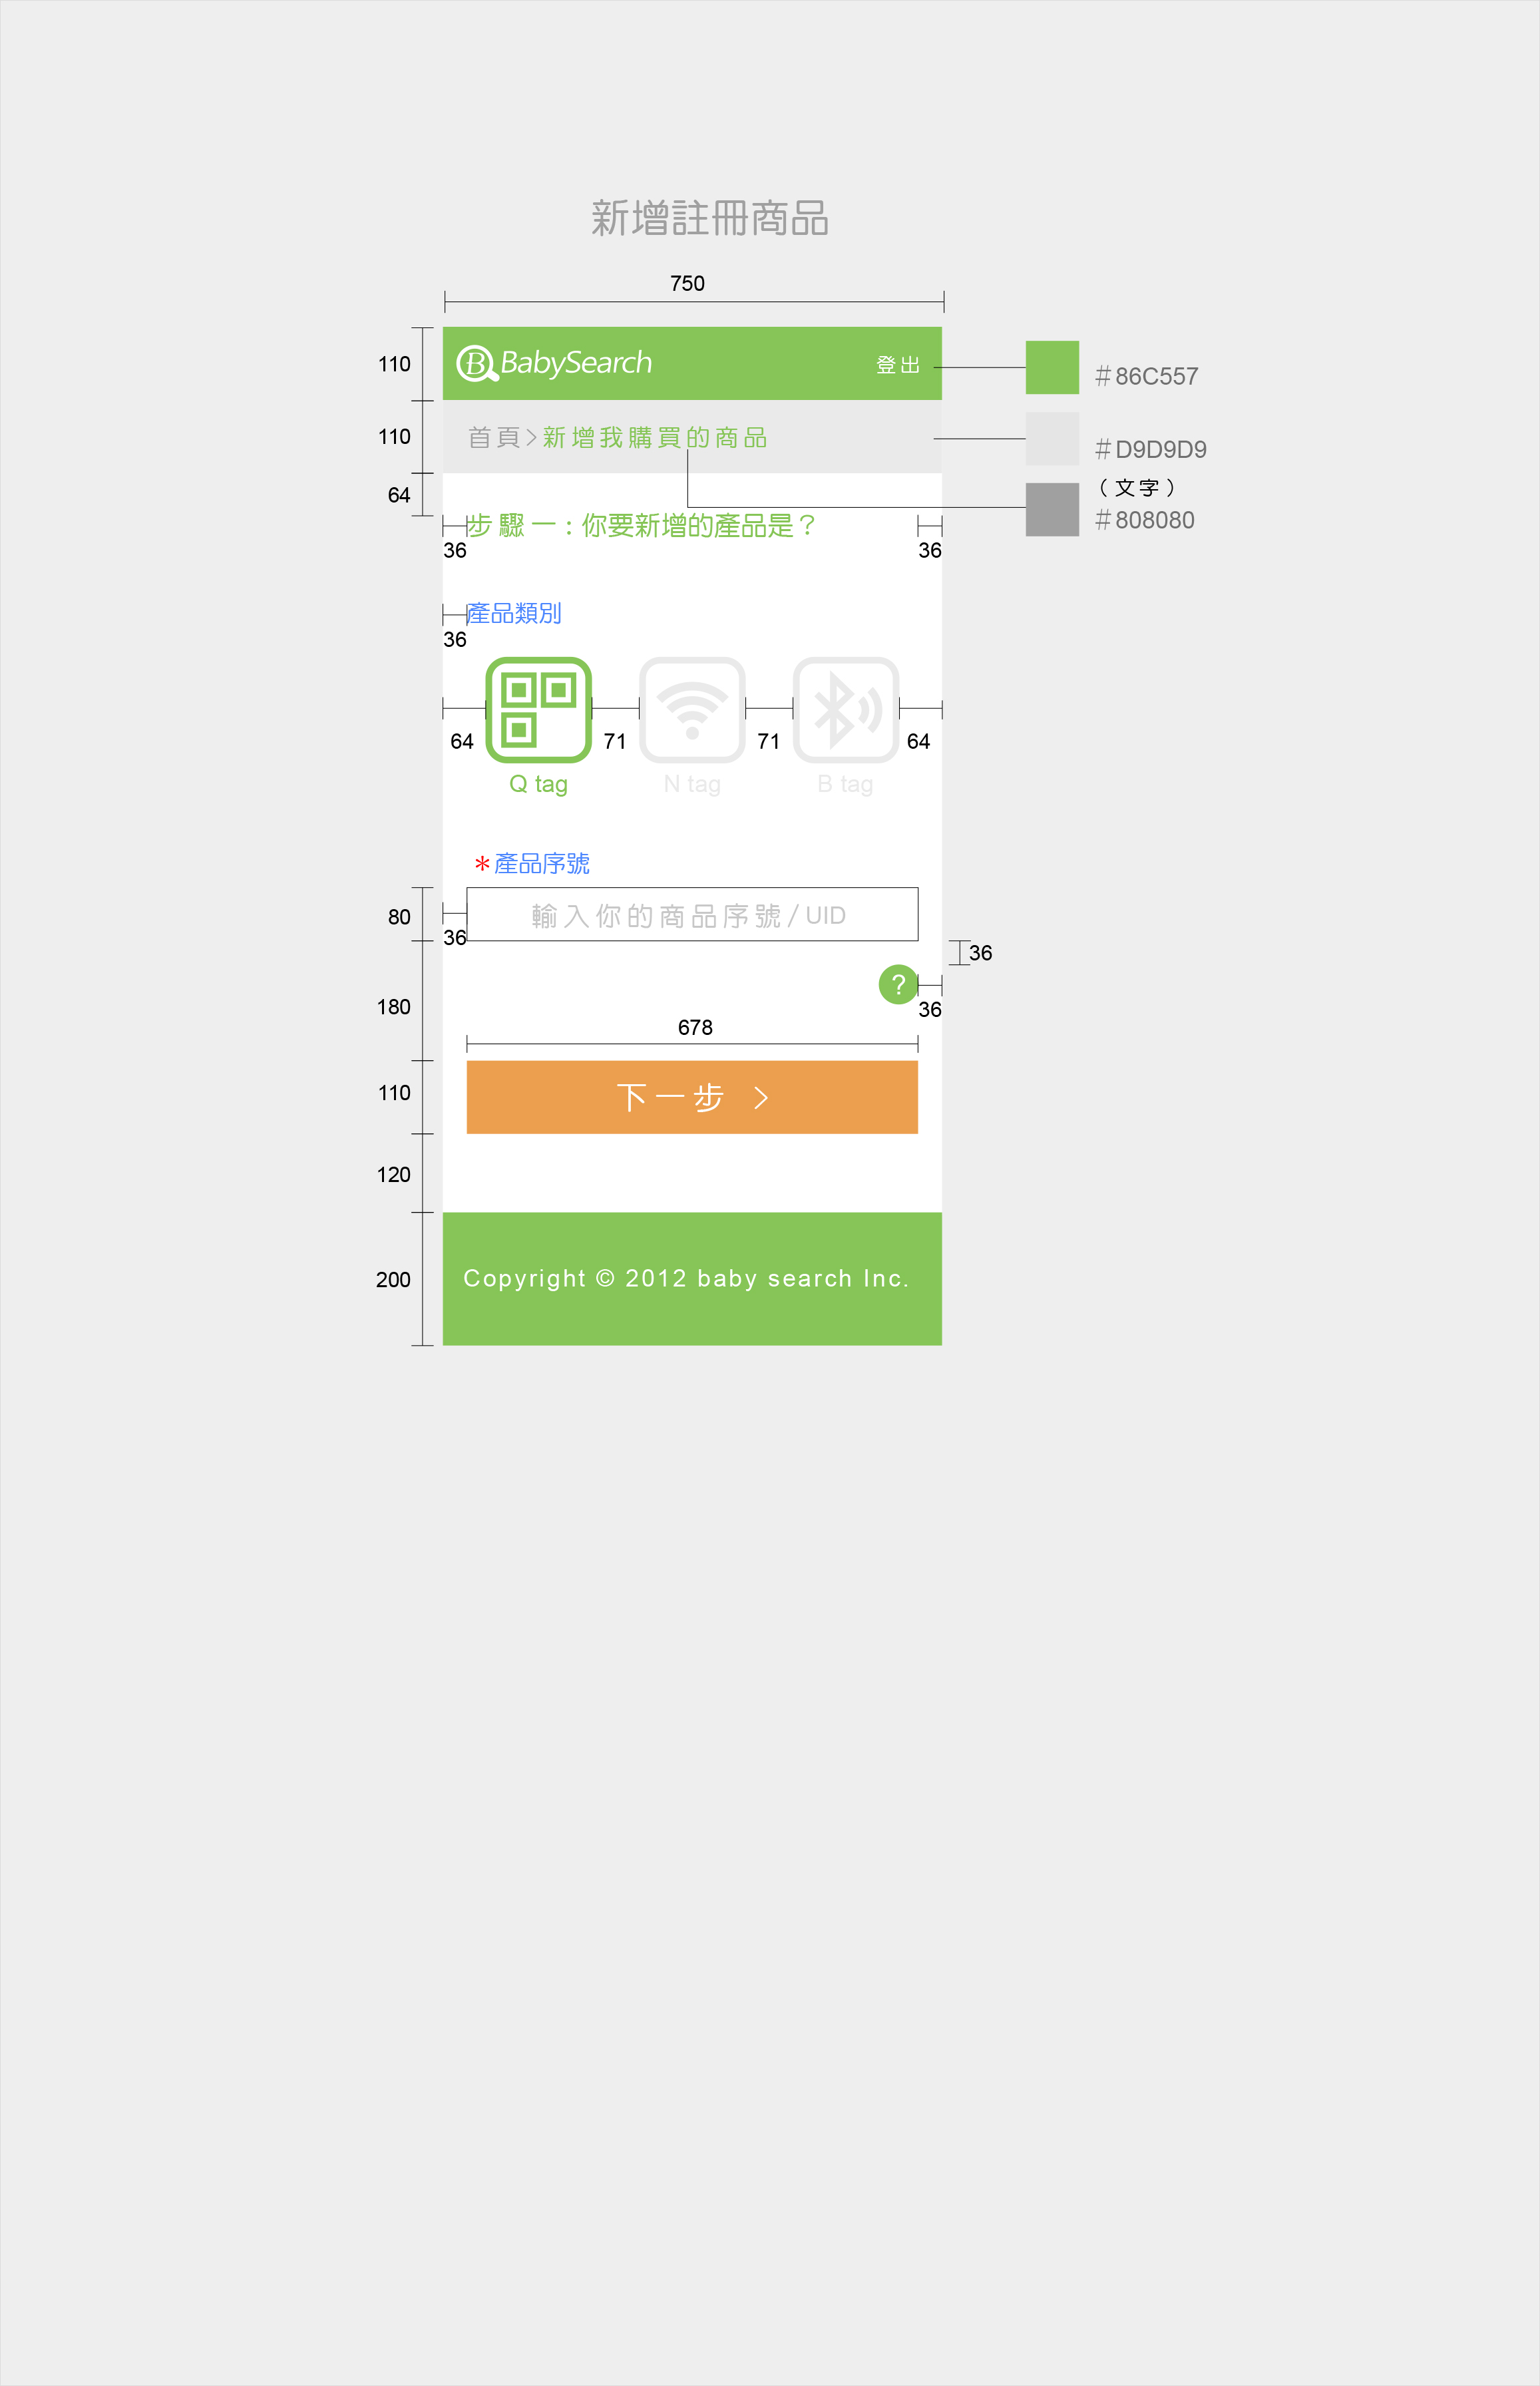 新增註冊商品
750
110
BabySearch 登出
#86C557
110
首頁>新增我購買的商品
#D9D9D9
64
(文字)
#808080
步驟一:你要新增的產品是?
36 36
產品類別
36
64 71 71 64
Q tag N tag B tag
*產品序號
80
輸入你的商品序號/UID
36
36
?
180
36
678
110
下一步 >
120
200
Copyright © 2012 baby search Inc.